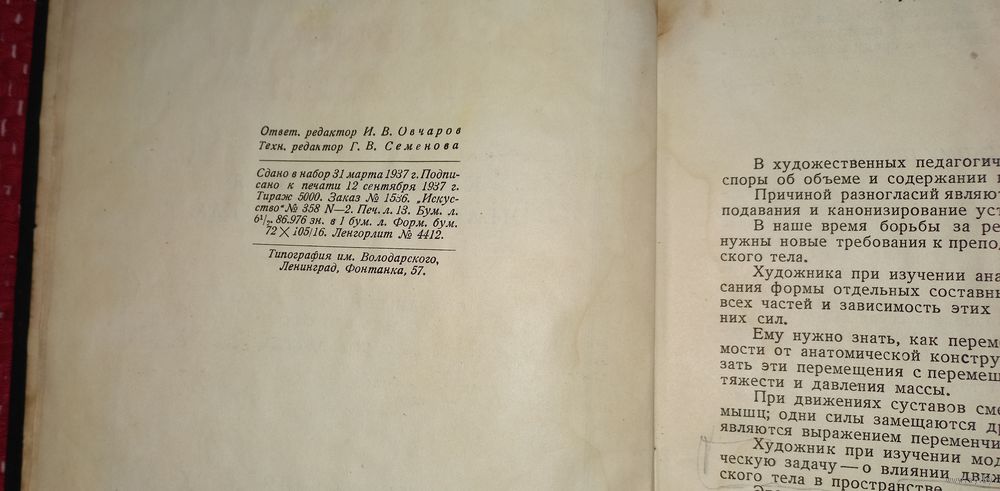 Ответ. редактор И. В. Овчаров
Техн. редактор Г. В. Семенова
Сдано в набор 31 марта 1937 г. Подпи-
сано к печати 12 сентября 1937 г.
Тираж 5000. Заказ № 1536. „Искус-
ство“ № 358 N—2. Печ. л. 13. Бум. л.
6¹/₂. 86.976 зн. в 1 бум. л. Форм. бум.
72 × 105/16. Ленгорлит № 4412.
Типография им. Володарского,
Ленинград, Фонтанка, 57.
В художественных педагогич
споры об объеме и содержании
Причиной разногласий являют
подавания и канонизирование уст
В наше время борьбы за ре
нужны новые требования к препод
ского тела.
Художника при изучении ана
сания формы отдельных составн
всех частей и зависимость этих
них сил.
Ему нужно знать, как перем
мости от анатомической констру
зать эти перемещения с перемещ
тяжести и давления массы.
При движениях суставов сме
мышц; одни силы замещаются др
являются выражением переменчи
Художник при изучении мод
ческую задачу — о влиянии движ
ского тела в пространстве.